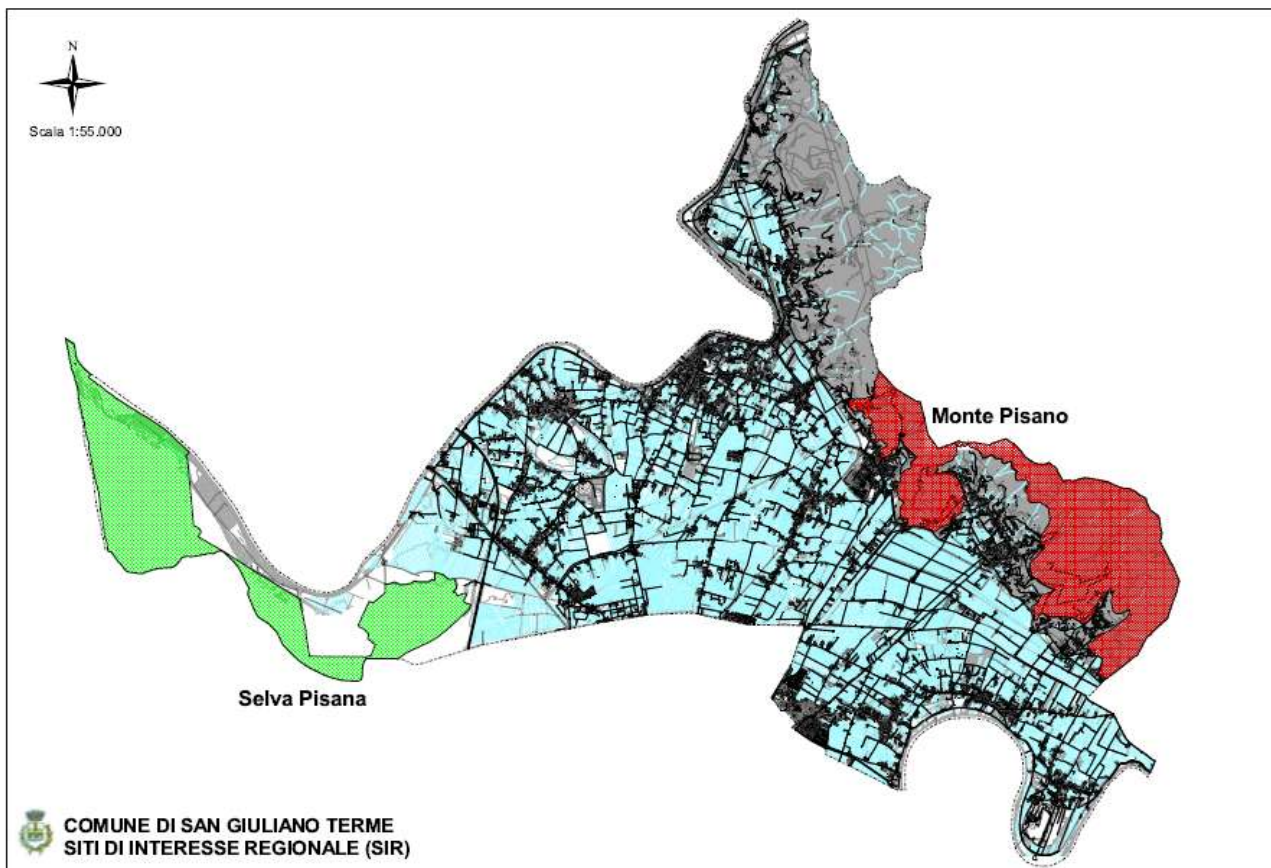 N
Scala 1:55.000
Monte Pisano
Selva Pisana
COMUNE DI SAN GIULIANO TERME
SITI DI INTERESSE REGIONALE (SIR)